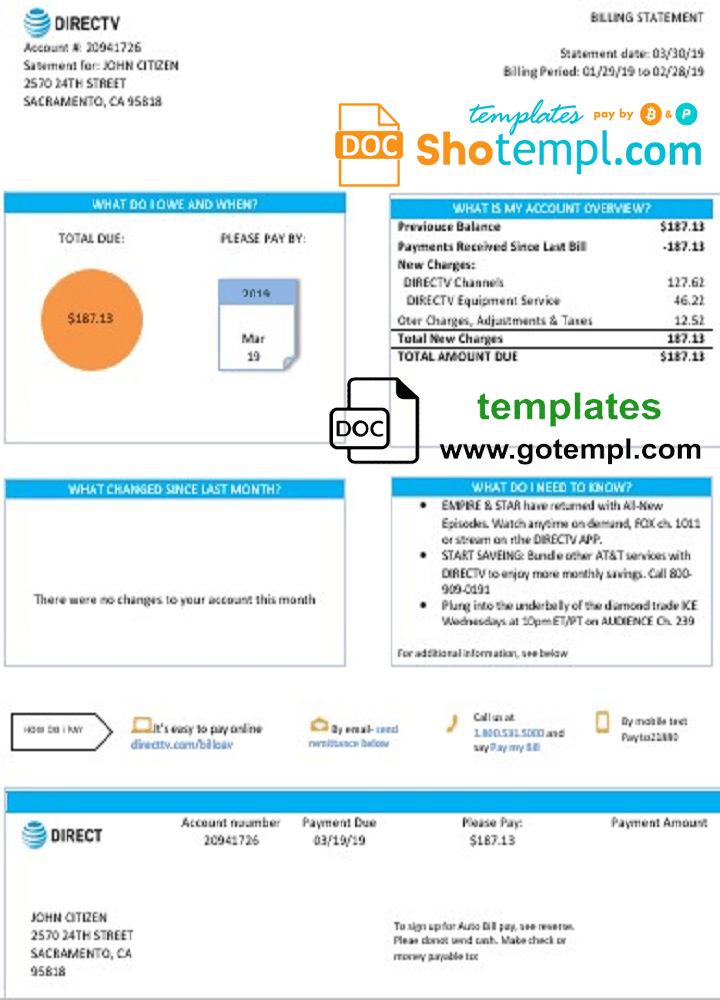 DIRECTV
BILLING STATEMENT
Account #: 20941726
Satement for: JOHN CITIZEN
2570 24TH STREET
SACRAMENTO, CA 95818
Statement date: 03/30/19
Billing Period: 01/29/19 to 02/28/19
templates pay by & P
DOC
Shotempl.com
WHAT DO I OWE AND WHEN?
TOTAL DUE:
PLEASE PAY BY:
$187.13
2019
Mar
19
WHAT IS MY ACCOUNT OVERVIEW?
Previouce Balance $187.13
Payments Received Since Last Bill -187.13
New Charges:
DIRECTV Channels 127.62
DIRECTV Equipment Service 46.22
Oter Charges, Adjustments & Taxes 12.52
Total New Charges 187.13
TOTAL AMOUNT DUE $187.13
DOC
templates
www.gotempl.com
WHAT CHANGED SINCE LAST MONTH?
There were no changes to your account this month
WHAT DO I NEED TO KNOW?
EMPIRE & STAR have returned with All-New
Episodes. Watch anytime on demand, FOX ch. 1011
or stream on rthe DIRECTV APP.
START SAVEING: Bundle other AT&T services with
DIRECTV to enjoy more monthly savings. Call 800-
909-0191
Plung into the underbelly of the diamond trade ICE
Wednesdays at 10pm ET/PT on AUDIENCE Ch. 239
For additional information, see below
HOW DO I PAY
It's easy to pay online
directtv.com/billpay
By email- send
remittance below
Call us at
1.800.531.5000 and
say Pay my Bill
By mobile text
Pay to
DIRECT
Account nuumber
20941726
Payment Due
03/19/19
Please Pay:
$187.13
Payment Amount
JOHN CITIZEN
2570 24TH STREET
SACRAMENTO, CA
95818
To sign up for Auto Bill pay, see reverse.
Pleae donot send cash. Make check or
money payable to: